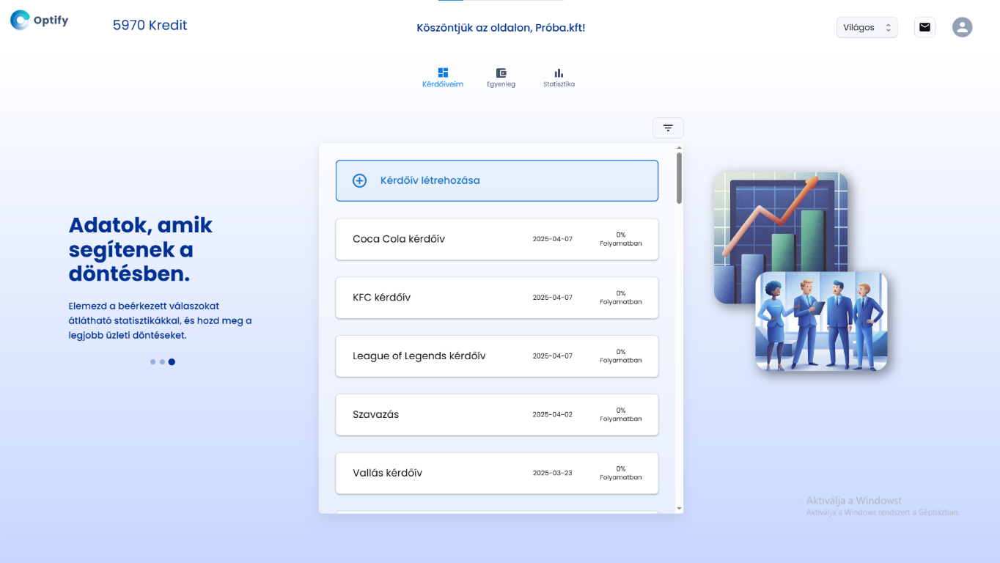 Optify
5970 Kredit
Köszöntjük az oldalon, Próba.kft!
Világos
Kérdőíveim
Egyenleg
Statisztika
Adatok, amik
segítenek a
döntésben.
Elemezd a beérkezett válaszokat
átlátható statisztikákkal, és hozd meg a
legjobb üzleti döntéseket.
Kérdőív létrehozása
Coca Cola kérdőív
2025-04-07
0%
Folyamatban
KFC kérdőív
2025-04-07
0%
Folyamatban
League of Legends kérdőív
2025-04-07
0%
Folyamatban
Szavazás
2025-04-02
0%
Folyamatban
Vallás kérdőív
2025-03-23
0%
Folyamatban
Aktiválja a Windowst
Aktiválja a Windows rendszert a Gépházban.